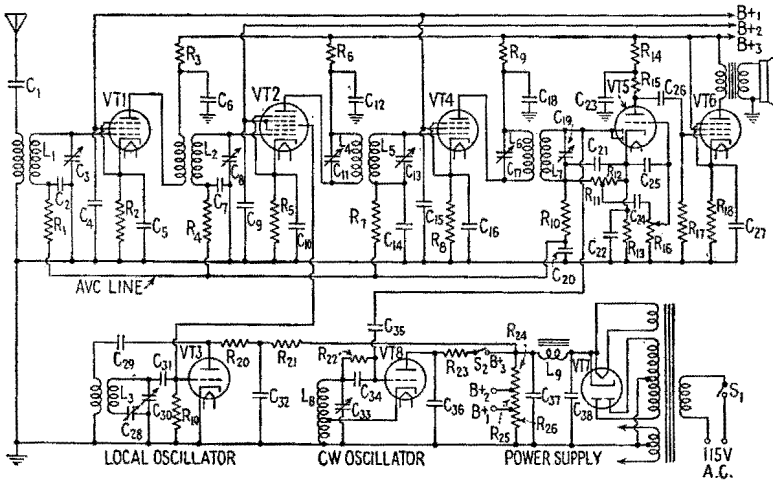 B+1
B+2
B+3
R3
R6
R9
R14
C1
VT1
C6
VT2
C12
VT4
C18
VT5
R15
C26
VT6
C23
C19
L1
C3
L2
C8
L4
C11
L5
C13
L6
C17
L7
C21
R12
C25
C2
C7
R11
C24
R1
C4
R2
C5
R4
C9
R5
C10
R7
C14
C15
R8
C16
R10
C22
R13
R16
R17
R18
C27
C20
AVC LINE
C35
C29
VT3
R20
R21
R22
VT8
R23
S2
B+3
R24
L9
VT7
C31
L3
C30
R19
C28
C32
L8
C34
C33
C36
B+2
B+1
R25
R26
C37
C38
S1
115V
A.C.
LOCAL OSCILLATOR
CW OSCILLATOR
POWER SUPPLY